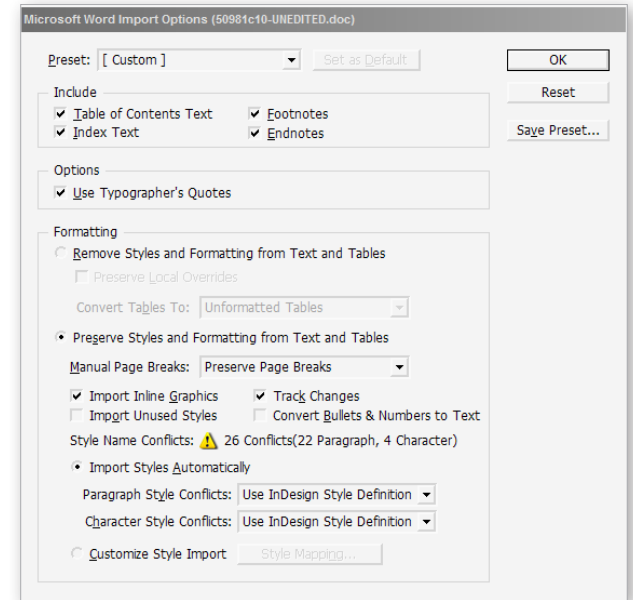 Microsoft Word Import Options (50981c10-UNEDITED.doc)
Preset: [ Custom ] Set as Default OK
Include Reset
Table of Contents Text Footnotes
Index Text Endnotes Save Preset...
Options
Use Typographer's Quotes
Formatting
Remove Styles and Formatting from Text and Tables
Preserve Local Overrides
Convert Tables To: Unformatted Tables
Preserve Styles and Formatting from Text and Tables
Manual Page Breaks: Preserve Page Breaks
Import Inline Graphics Track Changes
Import Unused Styles Convert Bullets & Numbers to Text
Style Name Conflicts: 26 Conflicts(22 Paragraph, 4 Character)
Import Styles Automatically
Paragraph Style Conflicts: Use InDesign Style Definition
Character Style Conflicts: Use InDesign Style Definition
Customize Style Import Style Mapping...